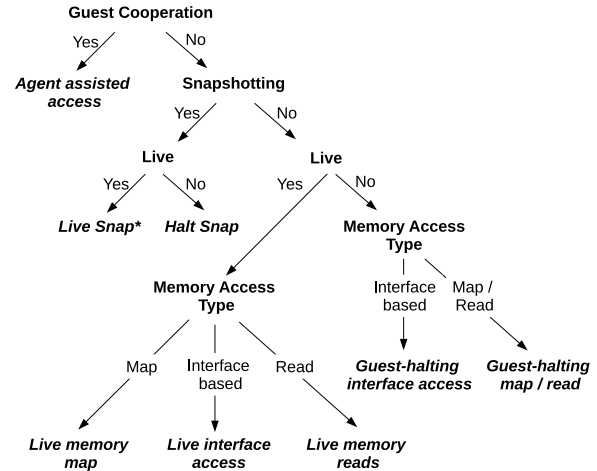 Guest Cooperation
Yes
No
Agent assisted
access
Snapshotting
Yes
No
Live
Live
Yes
No
Yes
No
Live Snap*
Halt Snap
Memory Access
Type
Memory Access
Type
Interface
based
Map /
Read
Map
Interface
based
Read
Guest-halting
interface access
Guest-halting
map / read
Live memory
map
Live interface
access
Live memory
reads